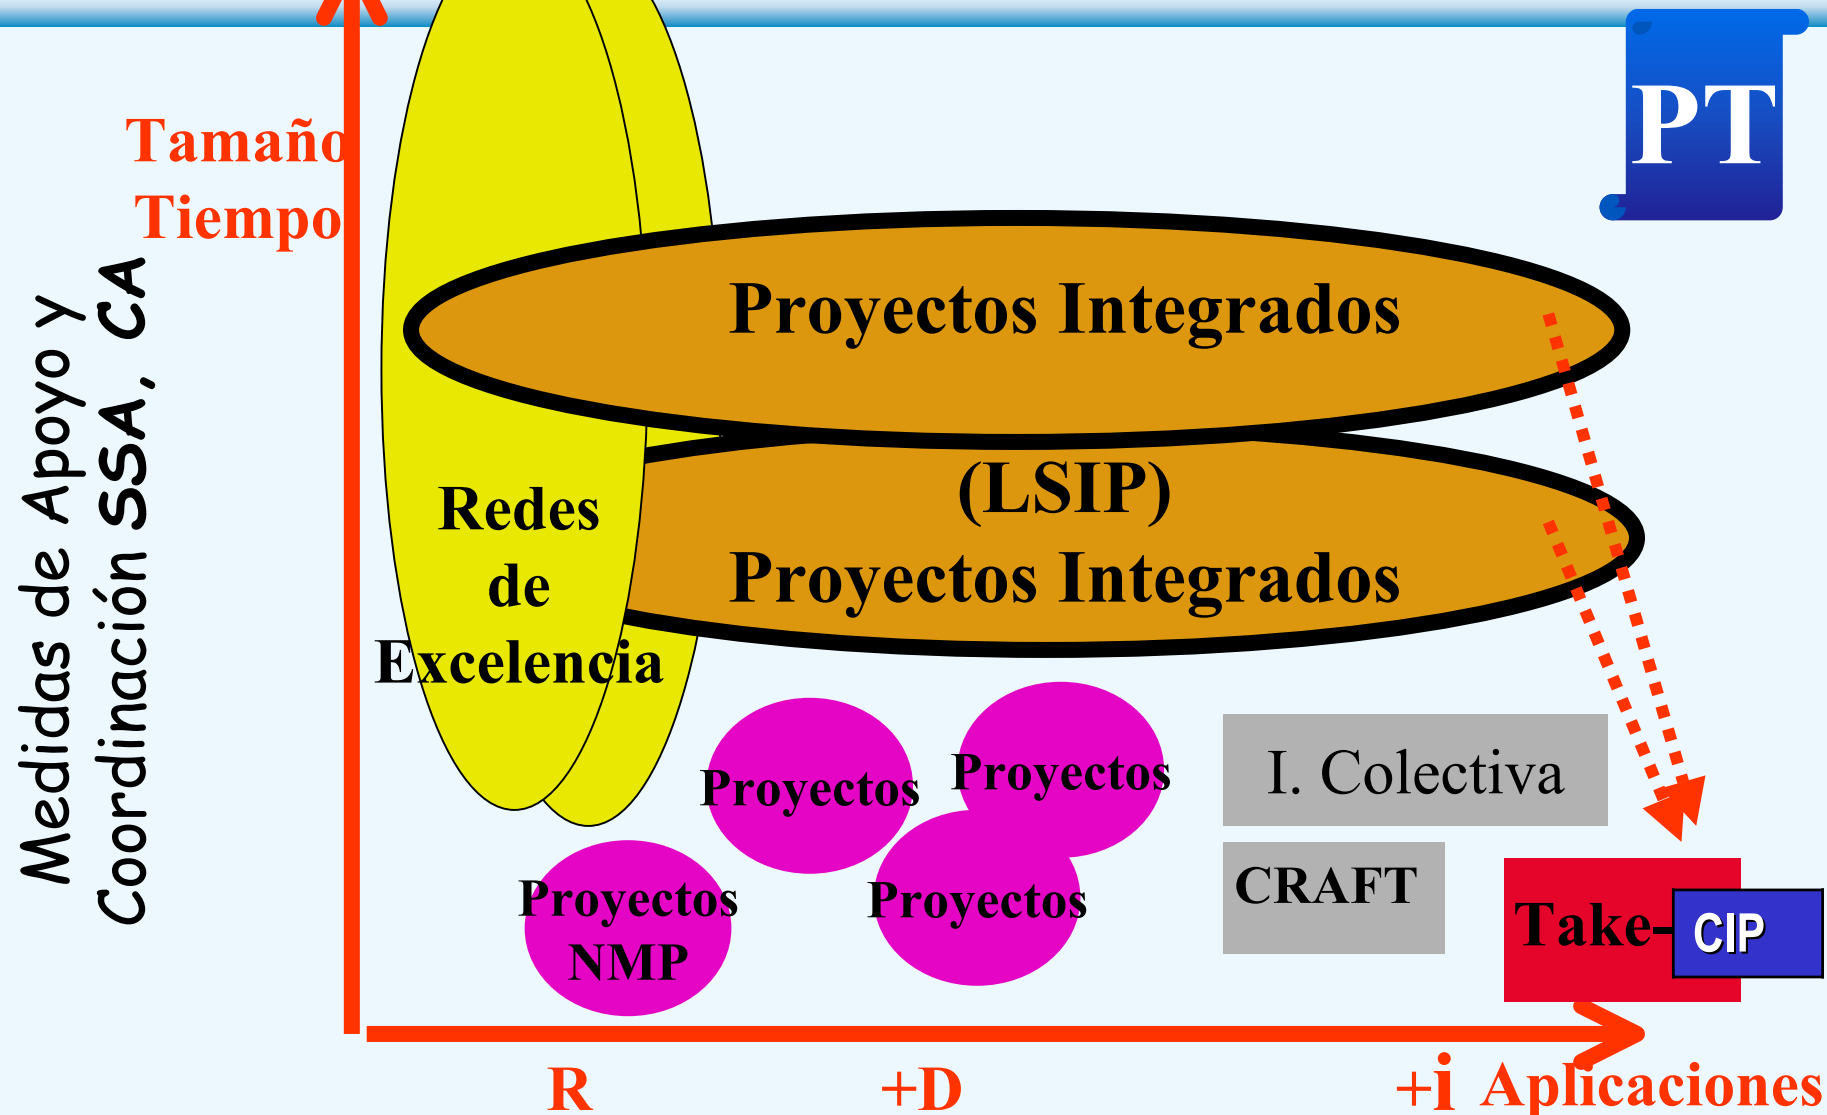 PT
Tamaño
Tiempo
Medidas de Apoyo y
Coordinación SSA, CA
Proyectos Integrados
(LSIP)
Proyectos Integrados
Redes
de
Excelencia
Proyectos
Proyectos
Proyectos
NMP
Proyectos
I. Colectiva
CRAFT
Take-
CIP
R
+D
+i
Aplicaciones